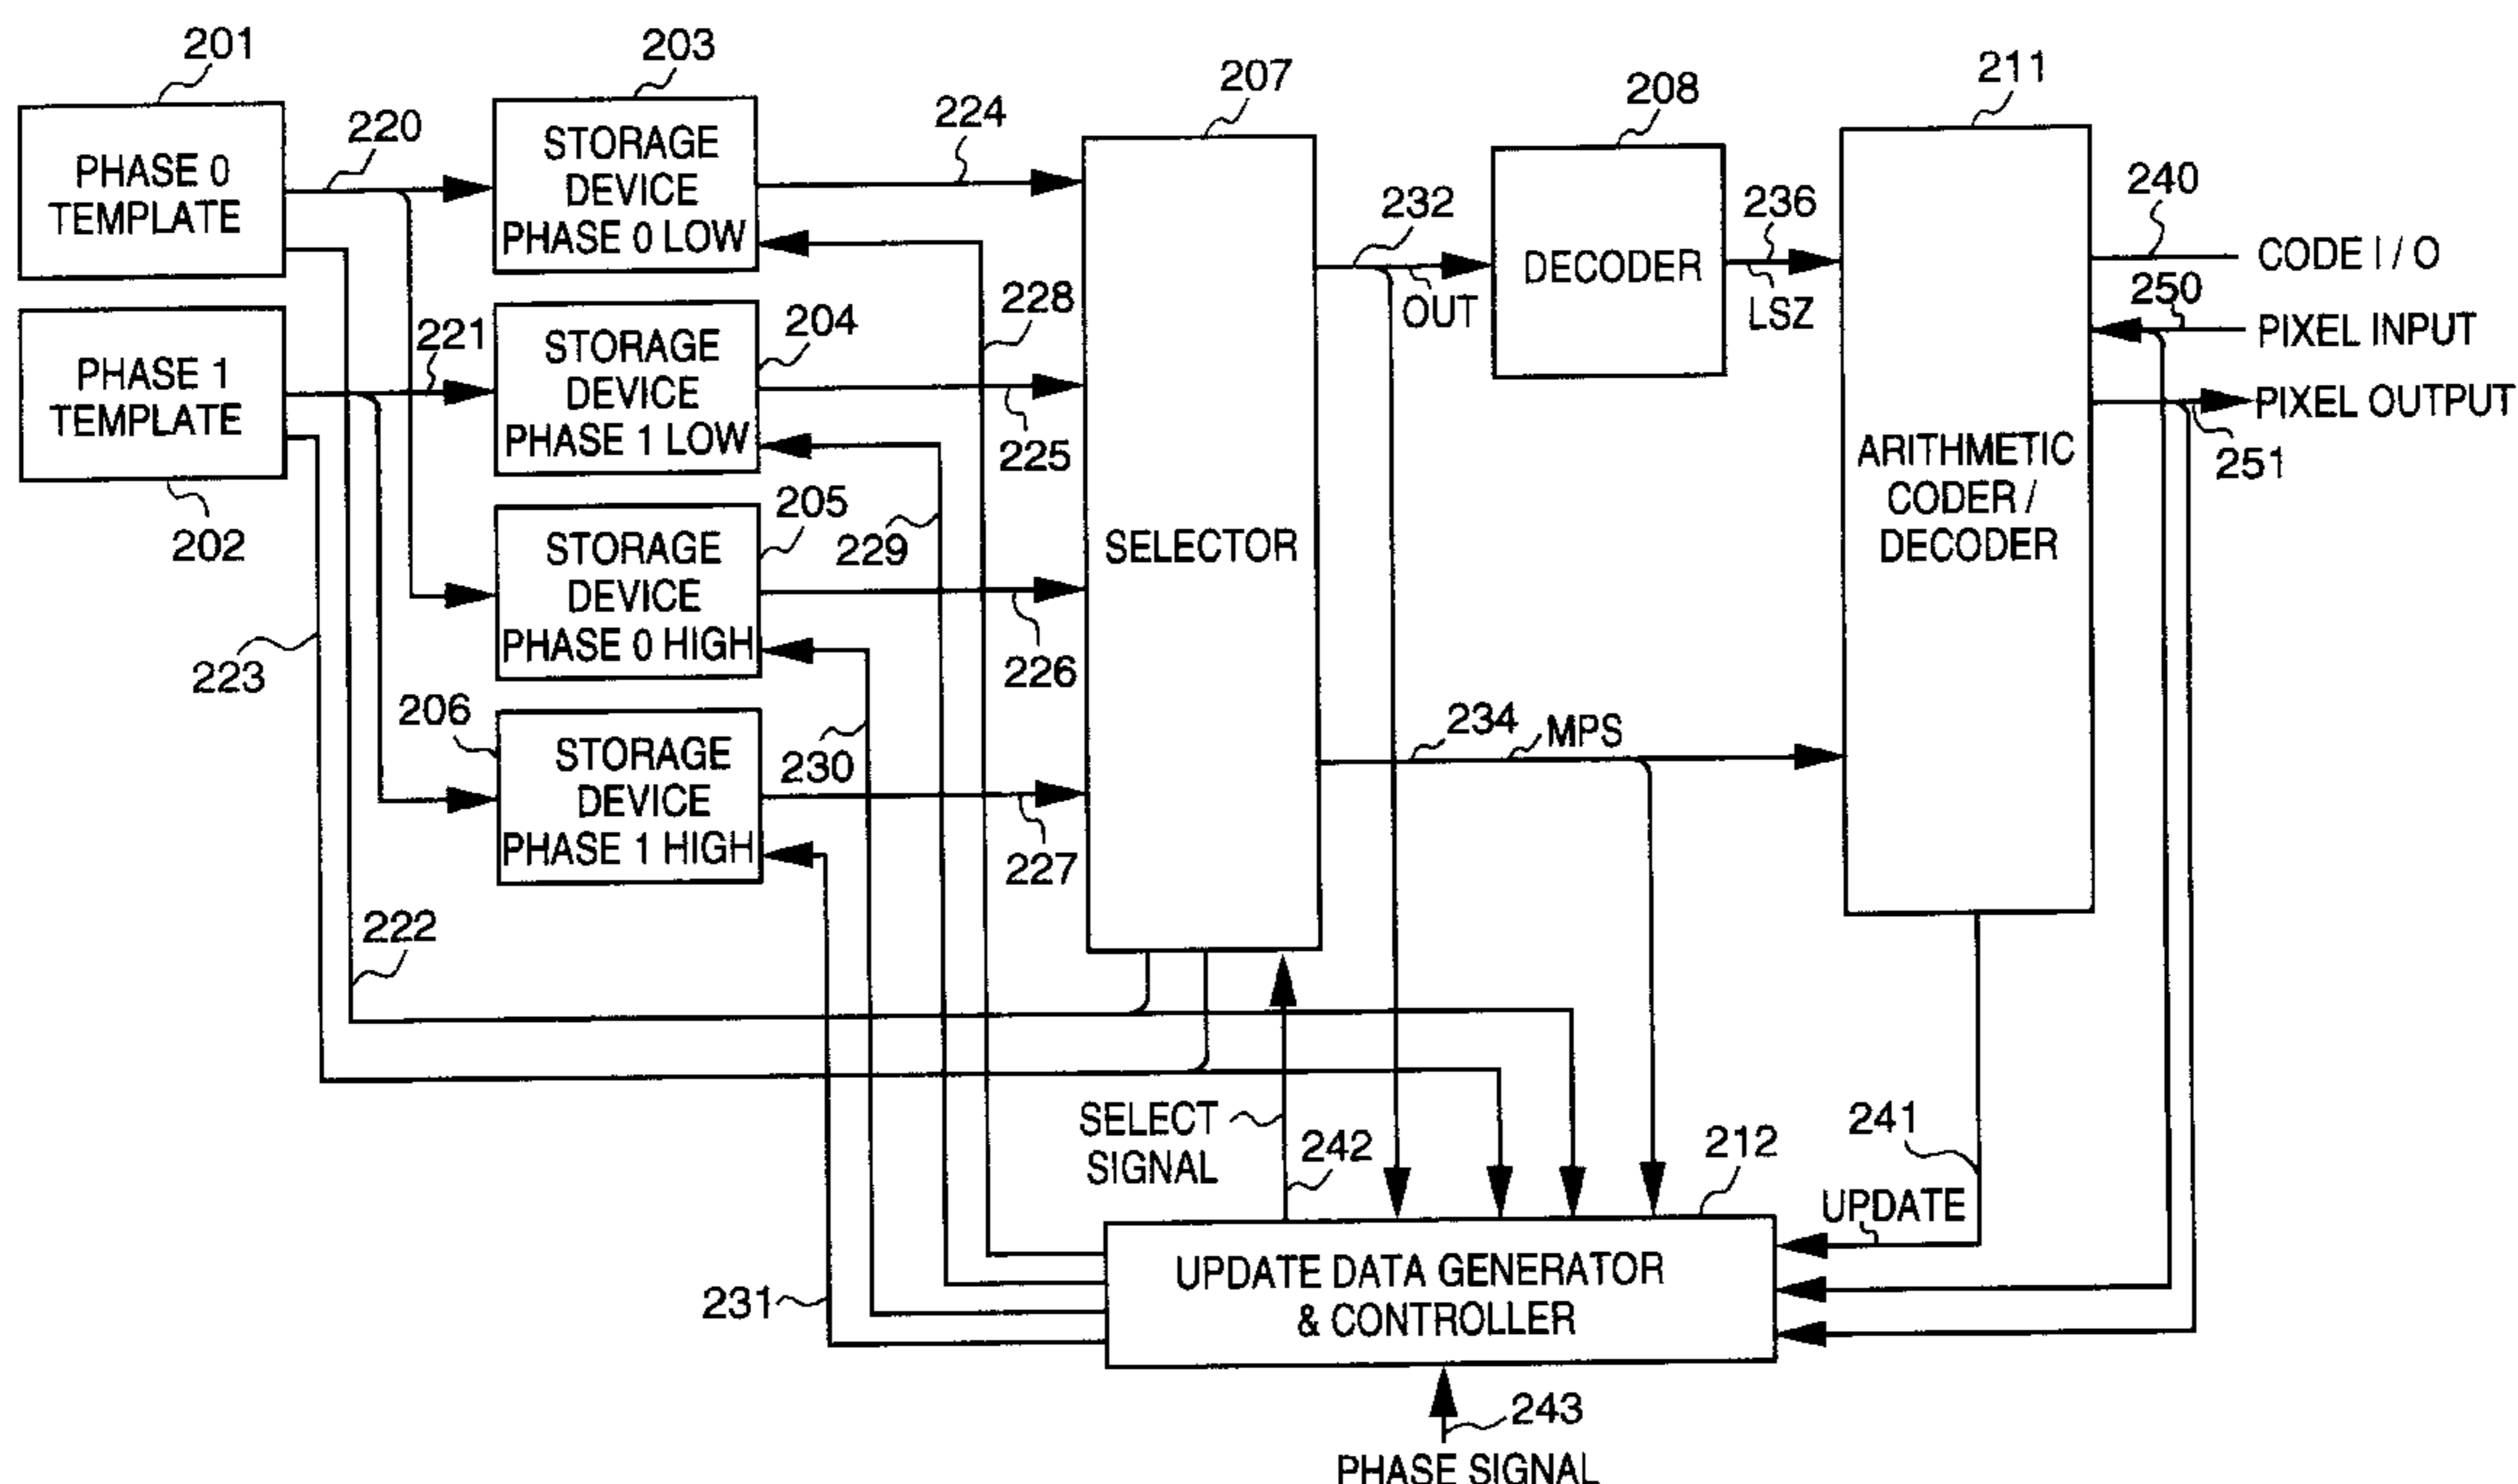 201
203
207
208
211
220
224
PHASE 0
TEMPLATE
STORAGE
DEVICE
PHASE 0 LOW
232
OUT
DECODER
236
LSZ
240
CODE I / O
250
PIXEL INPUT
PIXEL OUTPUT
251
PHASE 1
TEMPLATE
202
221
STORAGE
DEVICE
PHASE 1 LOW
204
228
225
SELECTOR
ARITHMETIC
CODER /
DECODER
205
229
STORAGE
DEVICE
PHASE 0 HIGH
226
223
206
STORAGE
DEVICE
PHASE 1 HIGH
230
227
234
MPS
222
SELECT
SIGNAL
242
212
241
UPDATE
231
UPDATE DATA GENERATOR
& CONTROLLER
243
PHASE SIGNAL